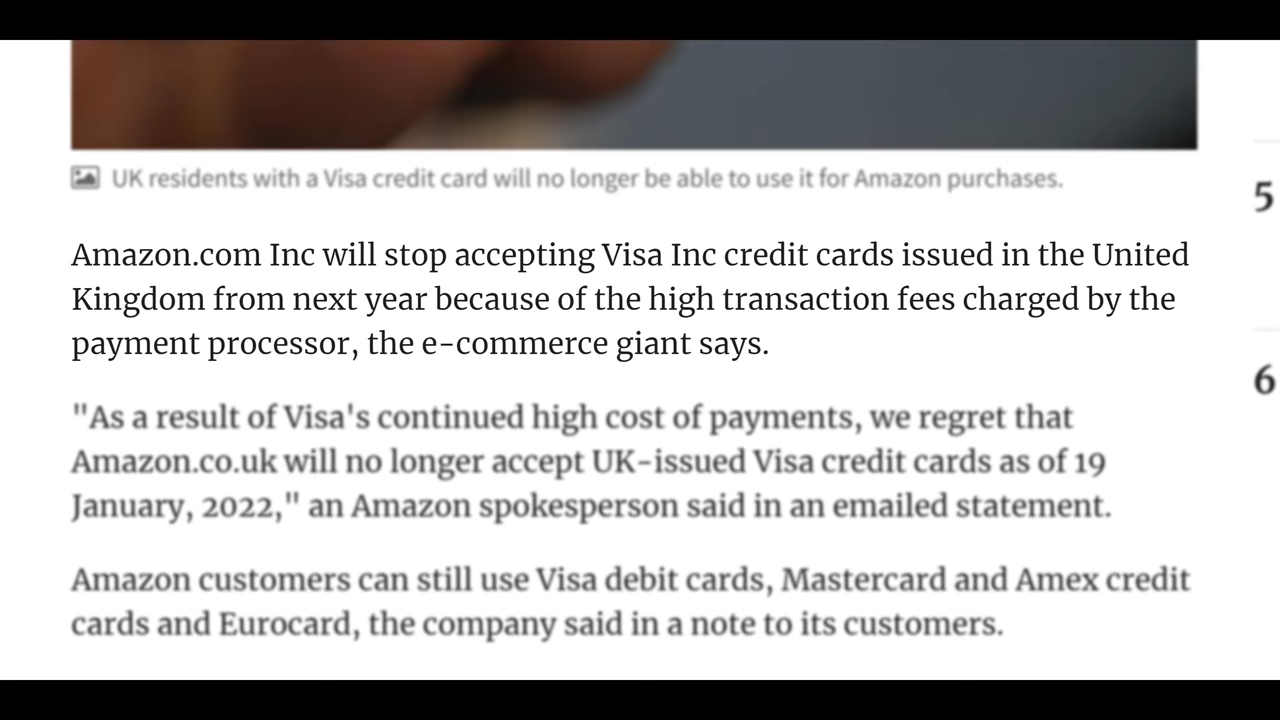 UK residents with a Visa credit card will no longer be able to use it for Amazon purchases.
5
Amazon.com Inc will stop accepting Visa Inc credit cards issued in the United
Kingdom from next year because of the high transaction fees charged by the
payment processor, the e-commerce giant says.
6
"As a result of Visa's continued high cost of payments, we regret that
Amazon.co.uk will no longer accept UK-issued Visa credit cards as of 19
January, 2022," an Amazon spokesperson said in an emailed statement.
Amazon customers can still use Visa debit cards, Mastercard and Amex credit
cards and Eurocard, the company said in a note to its customers.